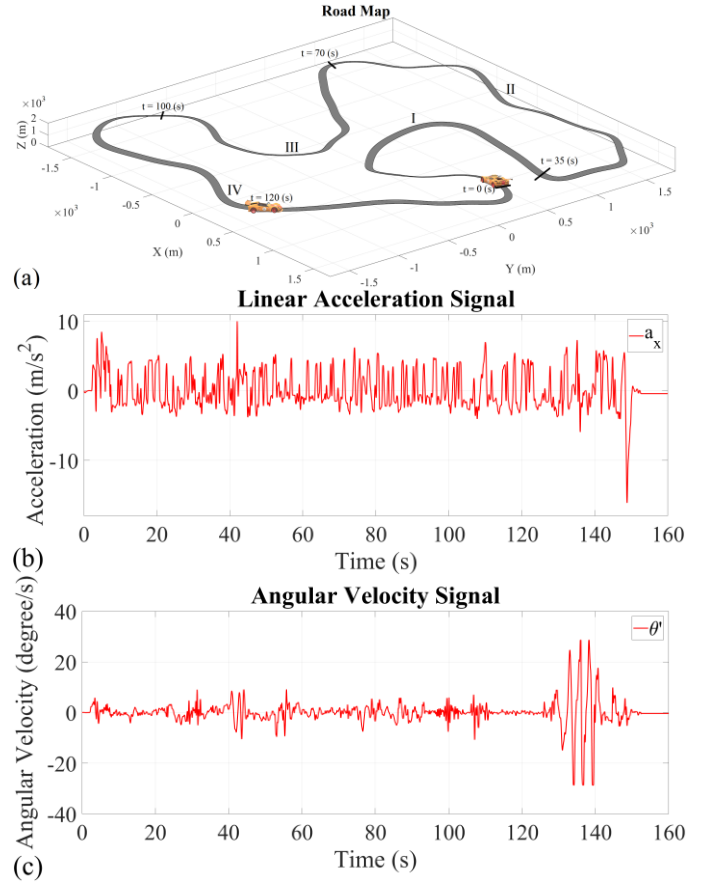 Road Map
t = 70 (s)
II
×10³
t = 100 (s)
I
Z (m)
2
1
0
III
t = 35 (s)
-1.5
IV
t = 0 (s)
-1
t = 120 (s)
1.5
-0.5
1
×10³
0
0.5
×10³
0.5
0
X (m)
1
-0.5
Y (m)
-1
1.5
-1.5
(a)
Linear Acceleration Signal
10
a_x
0
-10
Acceleration (m/s²)
0 20 40 60 80 100 120 140 160
Time (s)
(b)
Angular Velocity Signal
40
θ'
20
0
-20
-40
Angular Velocity (degree/s)
0 20 40 60 80 100 120 140 160
Time (s)
(c)